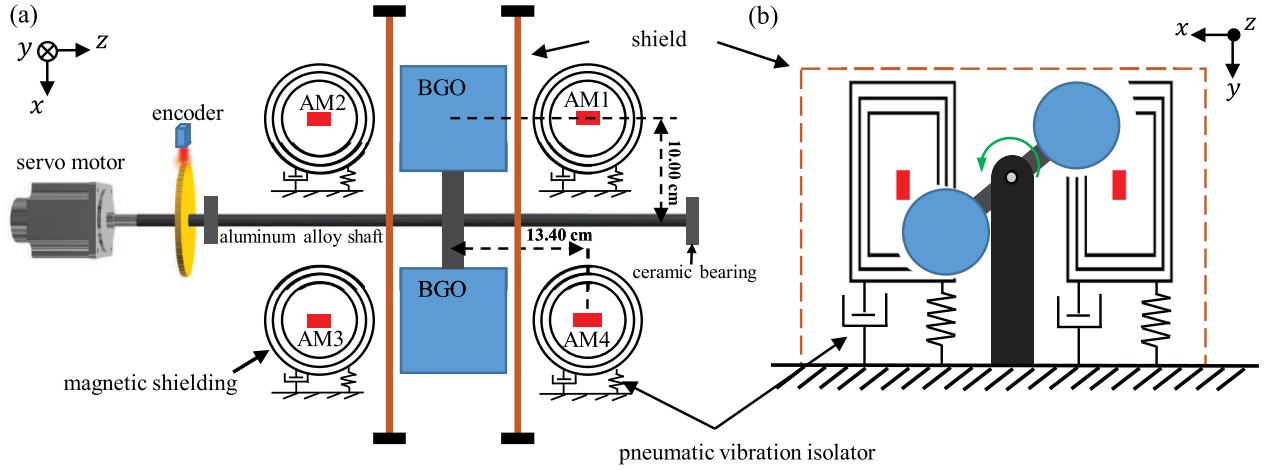 (a)
y
z
x
encoder
servo motor
AM2
BGO
AM1
shield
10.00 cm
aluminum alloy shaft
13.40 cm
ceramic bearing
BGO
AM3
AM4
magnetic shielding
pneumatic vibration isolator
(b)
x
z
y